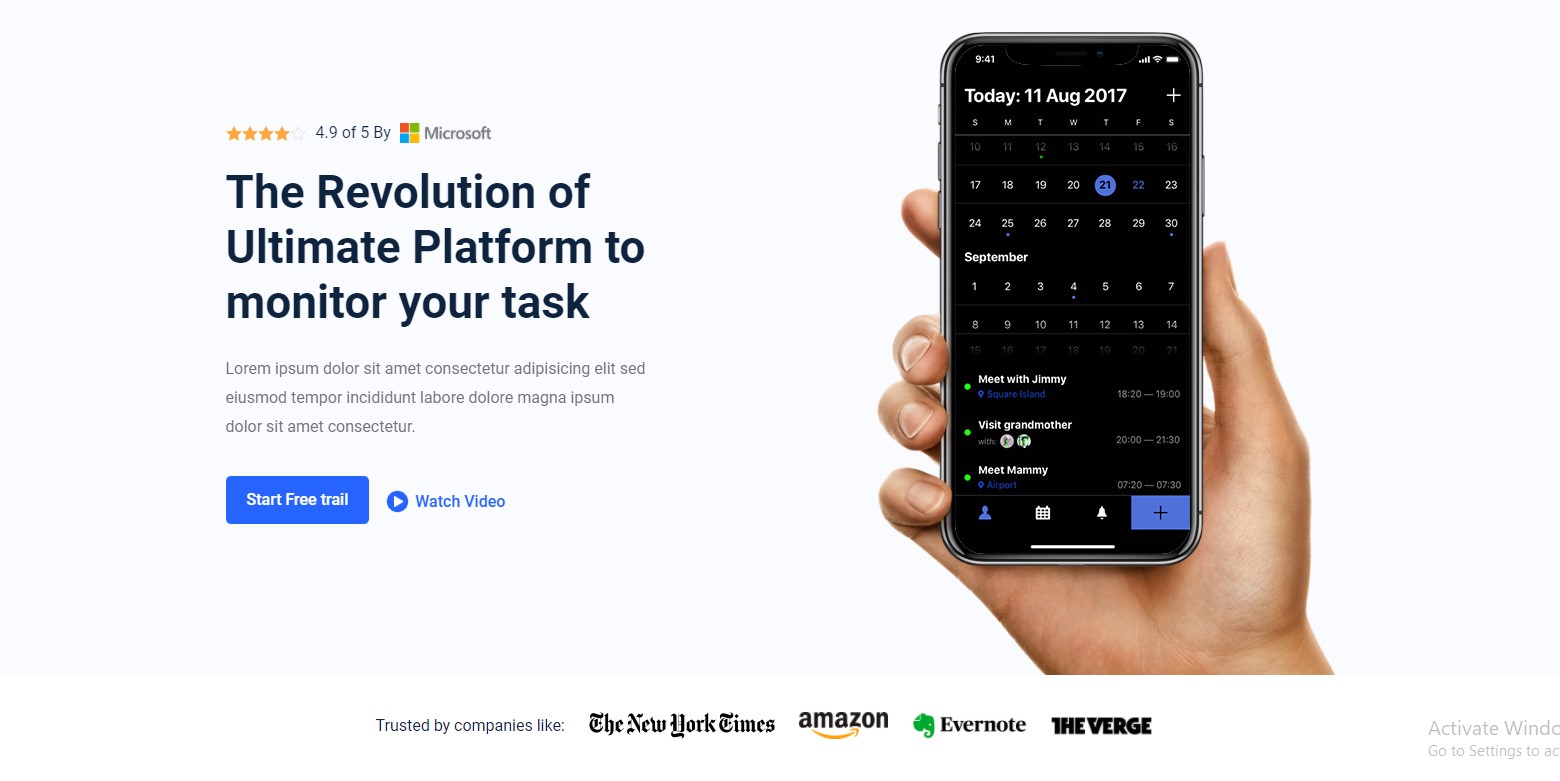 4.9 of 5 By Microsoft
The Revolution of
Ultimate Platform to
monitor your task
Lorem ipsum dolor sit amet consectetur adipisicing elit sed
eiusmod tempor incididunt labore dolore magna ipsum
dolor sit amet consectetur.
Start Free trail Watch Video
9:41
Today: 11 Aug 2017
S M T W T F S
10 11 12 13 14 15 16
17 18 19 20 21 22 23
24 25 26 27 28 29 30
September
1 2 3 4 5 6 7
8 9 10 11 12 13 14
15 16 17 18 19 20 21
Meet with Jimmy
Square Island 18:20 — 19:00
Visit grandmother
with: 20:00 — 21:30
Meet Mammy
Airport 07:20 — 07:30
Trusted by companies like: The New York Times amazon Evernote THE VERGE
Activate Windo
Go to Settings to ac